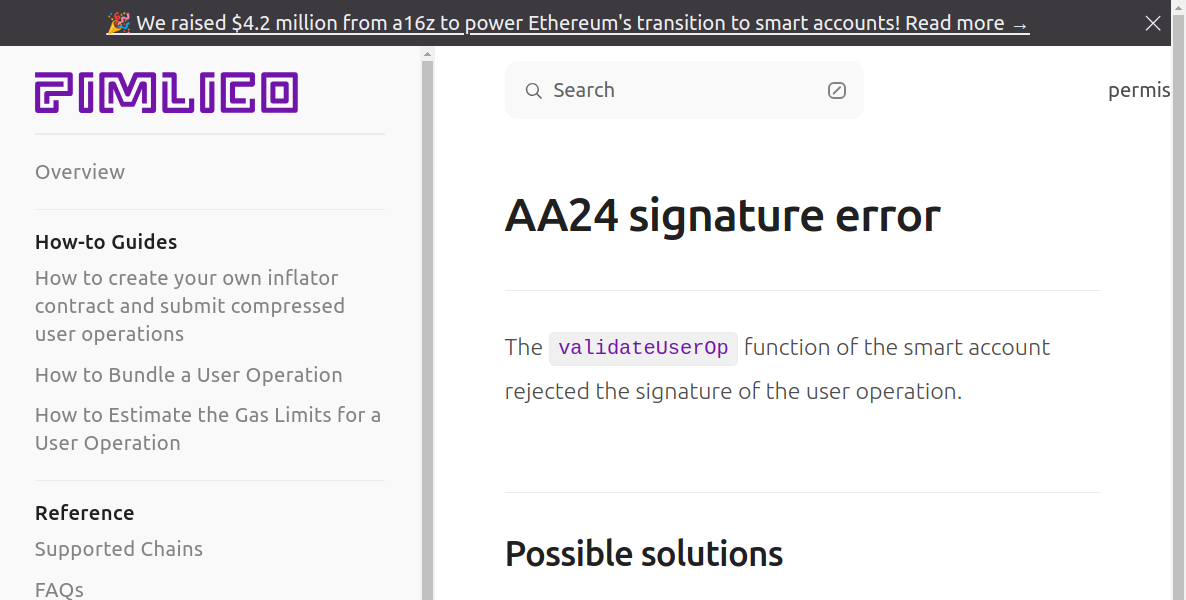 🎉 We raised $4.2 million from a16z to power Ethereum's transition to smart accounts! Read more →
PIMLICO
Search
permis
Overview
How-to Guides
How to create your own inflator
contract and submit compressed
user operations
How to Bundle a User Operation
How to Estimate the Gas Limits for a
User Operation
Reference
Supported Chains
FAQs
AA24 signature error
The validateUserOp function of the smart account
rejected the signature of the user operation.
Possible solutions